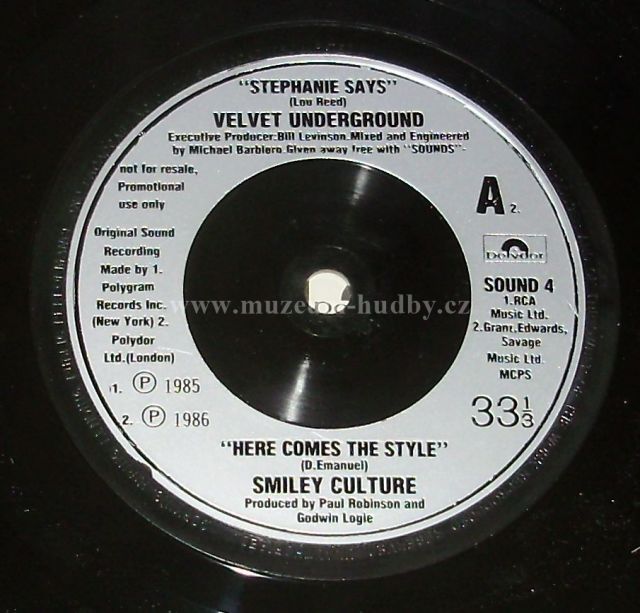 "STEPHANIE SAYS"
(Lou Reed)
VELVET UNDERGROUND
Executive Producer:Bill Levinson.Mixed and Engineered
by Michael Barbiero.Given away free with "SOUNDS"-
not for resale,
Promotional
use only
A 2.
Original Sound
Recording
Made by 1.
Polygram
Records Inc.
(New York) 2.
Polydor
Ltd.(London)
1. Ⓟ 1985
2. Ⓟ 1986
Polydor
SOUND 4
1.RCA
Music Ltd.
2.Grant,Edwards,
Savage
Music Ltd.
MCPS
33 1/3
www.muzeum-hudby.cz
"HERE COMES THE STYLE"
(D.Emanuel)
SMILEY CULTURE
Produced by Paul Robinson and
Godwin Logie